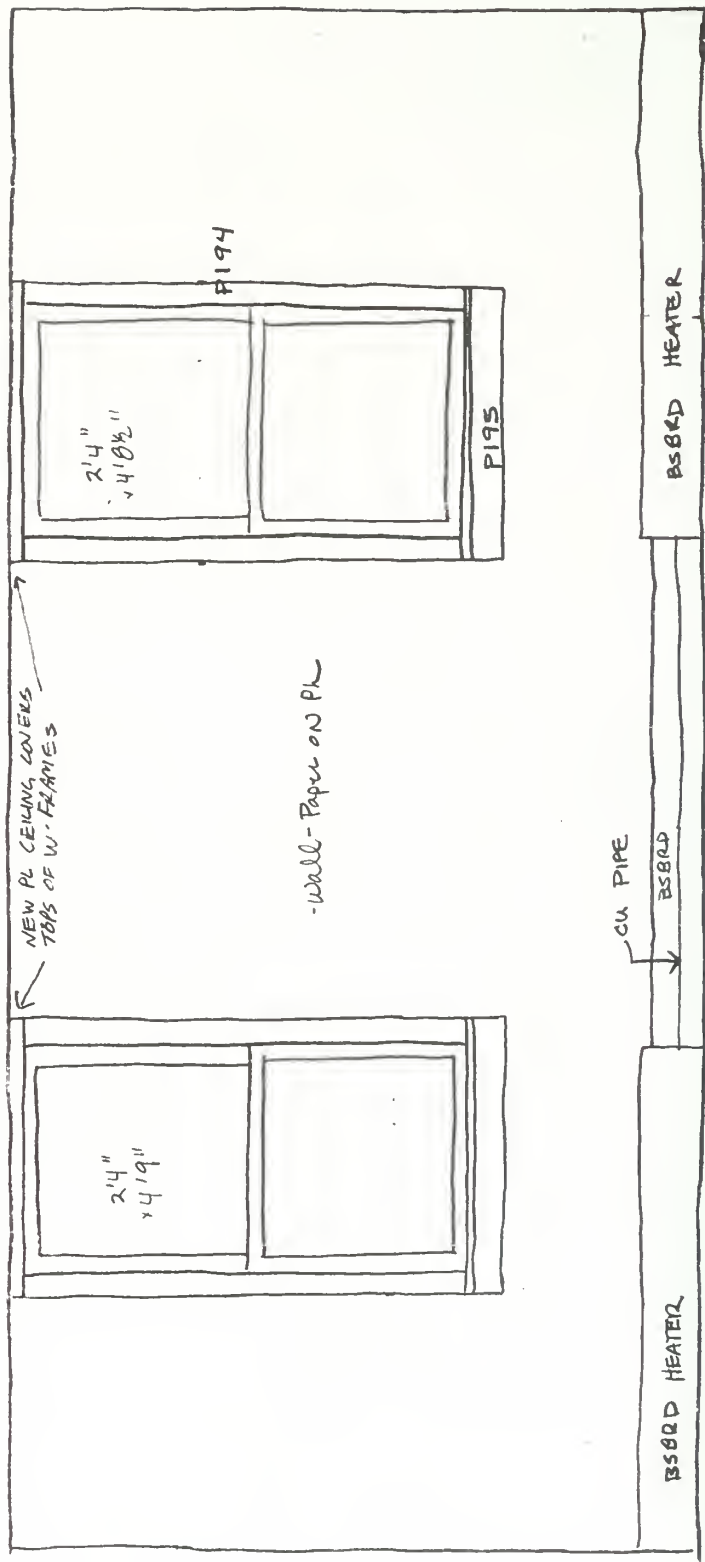 NEW PL CEILING COVERS
TOPS OF W. FRAMES
2'4"
x4'9"
2'4"
x4'8½"
P194
P195
-Wall-Paper ON PL
CU PIPE
BSBRD
BSBRD HEATER
BSBRD HEATER